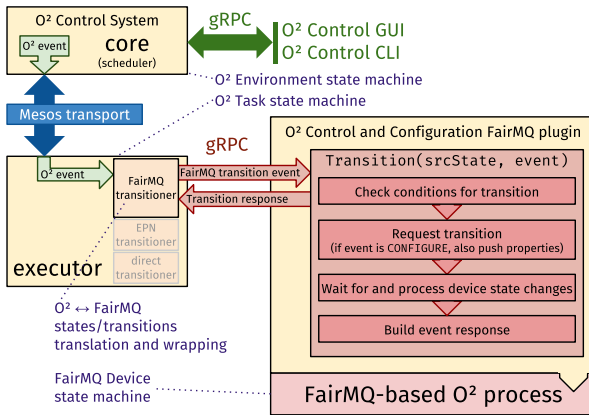 O² Control System
O² event
core
(scheduler)
gRPC
O² Control GUI
O² Control CLI
O² Environment state machine
O² Task state machine
Mesos transport
O² event
FairMQ
transitioner
EPN
transitioner
direct
transitioner
executor
gRPC
FairMQ transition event
Transition response
O² Control and Configuration FairMQ plugin
Transition(srcState, event)
Check conditions for transition
Request transition
(if event is CONFIGURE, also push properties)
Wait for and process device state changes
Build event response
O² ↔ FairMQ
states/transitions
translation and wrapping
FairMQ Device
state machine
FairMQ-based O² process